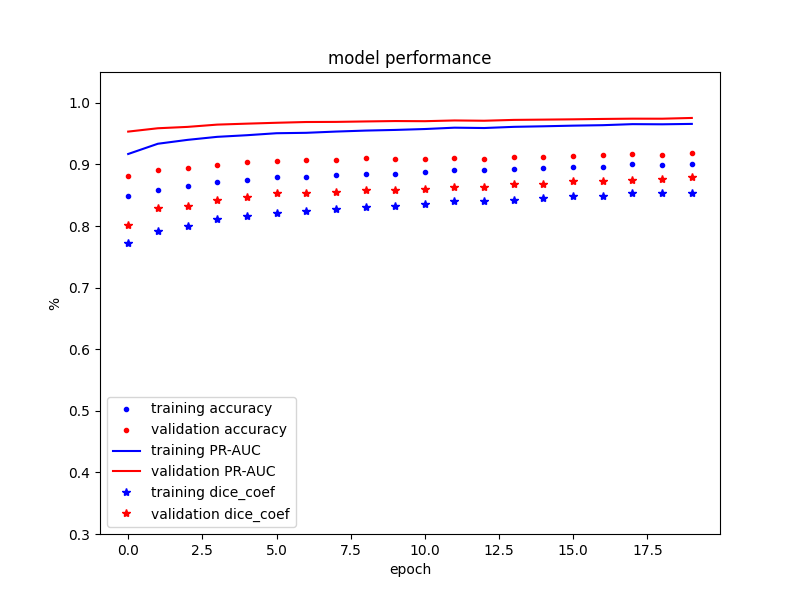 model performance
1.0
0.9
0.8
0.7
0.6
0.5
0.4
0.3
%
training accuracy
validation accuracy
training PR-AUC
validation PR-AUC
training dice_coef
validation dice_coef
0.0 2.5 5.0 7.5 10.0 12.5 15.0 17.5
epoch